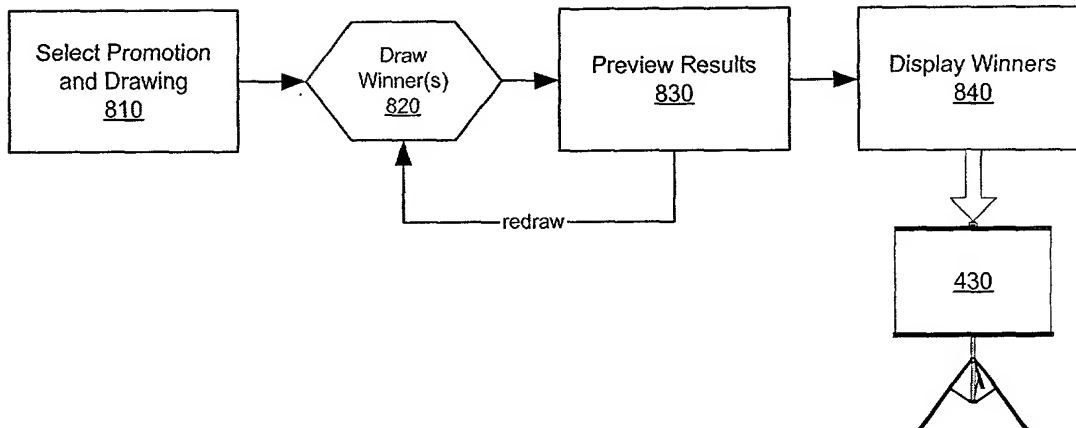 Select Promotion
and Drawing
810
Draw
Winner(s)
820
Preview Results
830
Display Winners
840
redraw
430